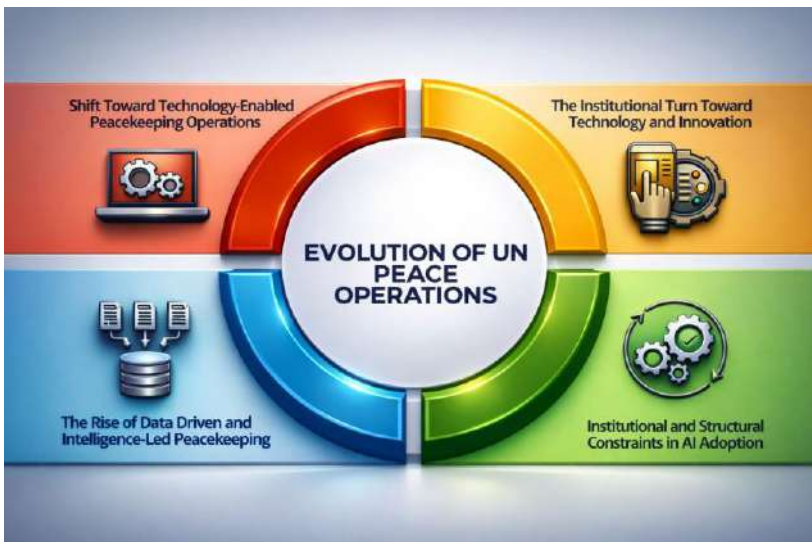 Shift Toward Technology-Enabled
Peacekeeping Operations
The Institutional Turn Toward
Technology and Innovation
EVOLUTION OF UN
PEACE
OPERATIONS
The Rise of Data Driven and
Intelligence-Led Peacekeeping
Institutional and Structural
Constraints in AI Adoption